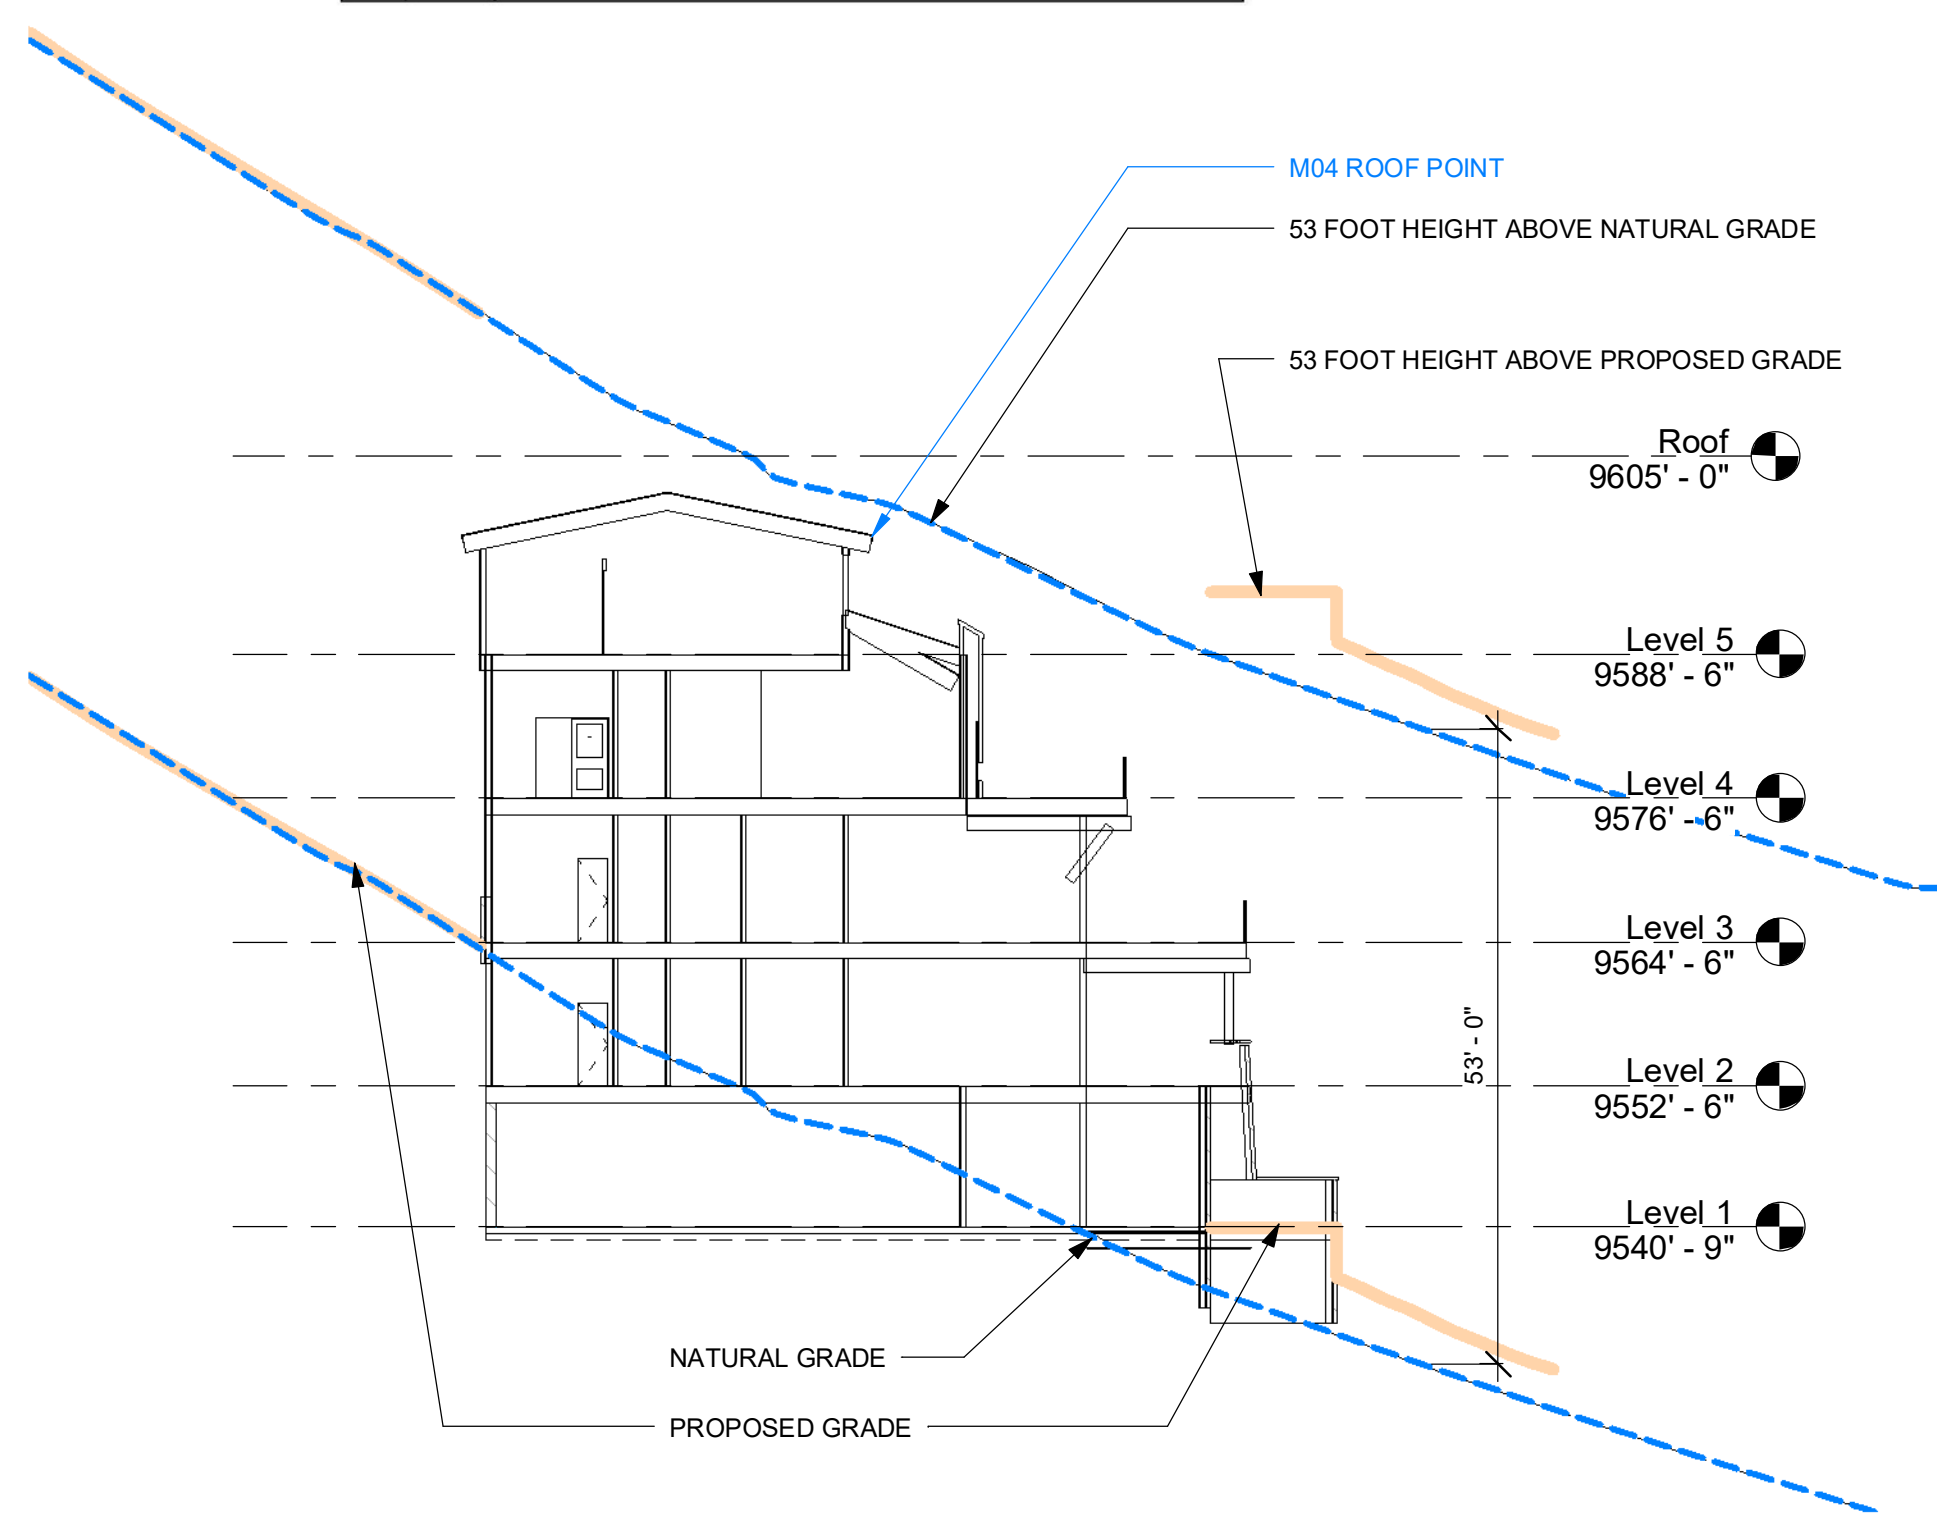 M04 ROOF POINT
53 FOOT HEIGHT ABOVE NATURAL GRADE
53 FOOT HEIGHT ABOVE PROPOSED GRADE
Roof
9605' - 0"
Level 5
9588' - 6"
Level 4
9576' - 6"
Level 3
9564' - 6"
53' - 0"
Level 2
9552' - 6"
Level 1
9540' - 9"
NATURAL GRADE
PROPOSED GRADE